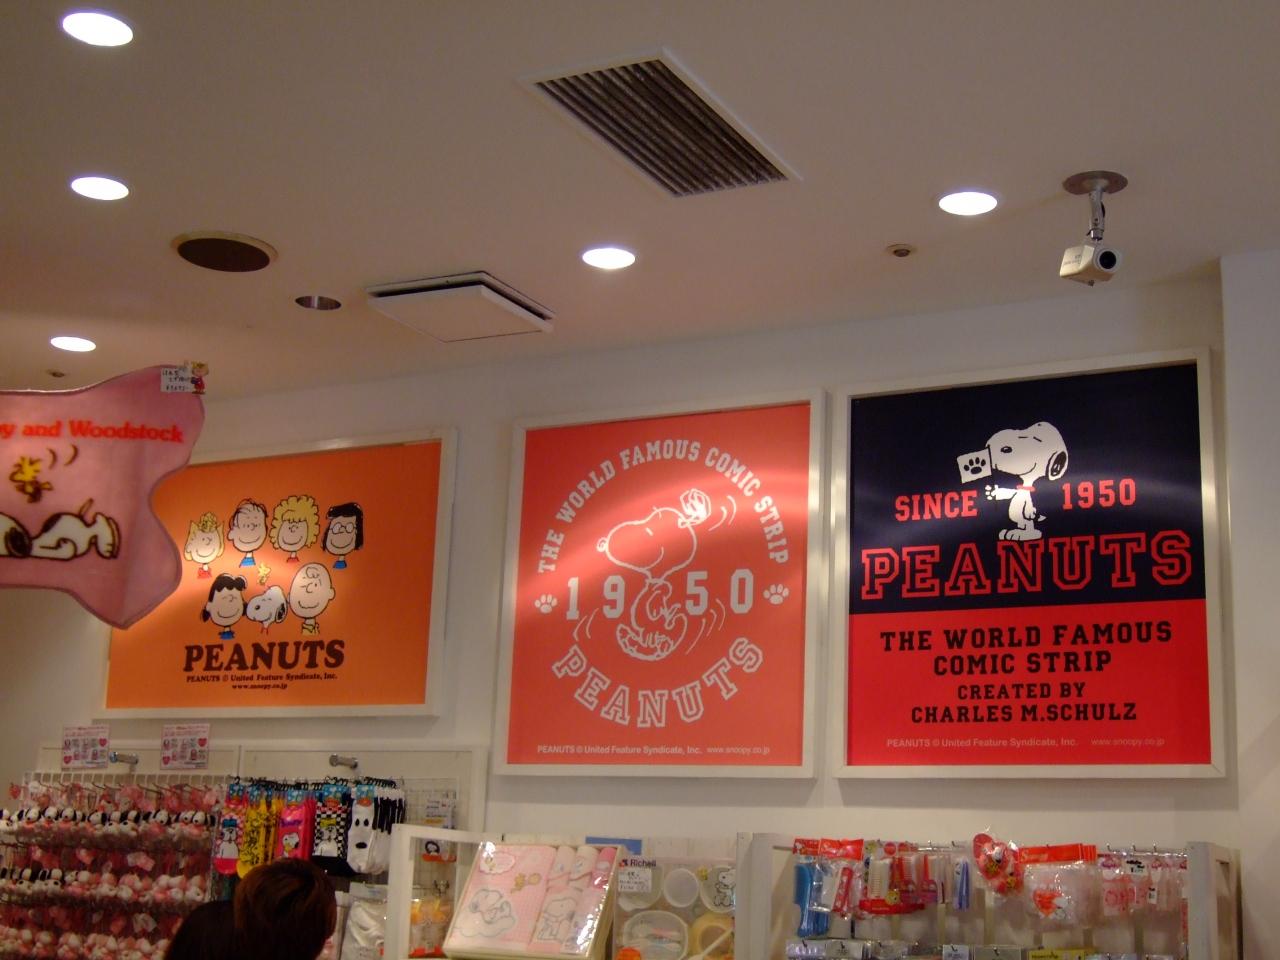 and Woodstock
PEANUTS
PEANUTS © United Feature Syndicate, Inc.
www.snoopy.co.jp
THE WORLD FAMOUS COMIC STRIP
1950
PEANUTS
PEANUTS © United Feature Syndicate, Inc. www.snoopy.co.jp
SINCE 1950
PEANUTS
THE WORLD FAMOUS
COMIC STRIP
CREATED BY
CHARLES M.SCHULZ
PEANUTS © United Feature Syndicate, Inc. www.snoopy.co.jp
Richell